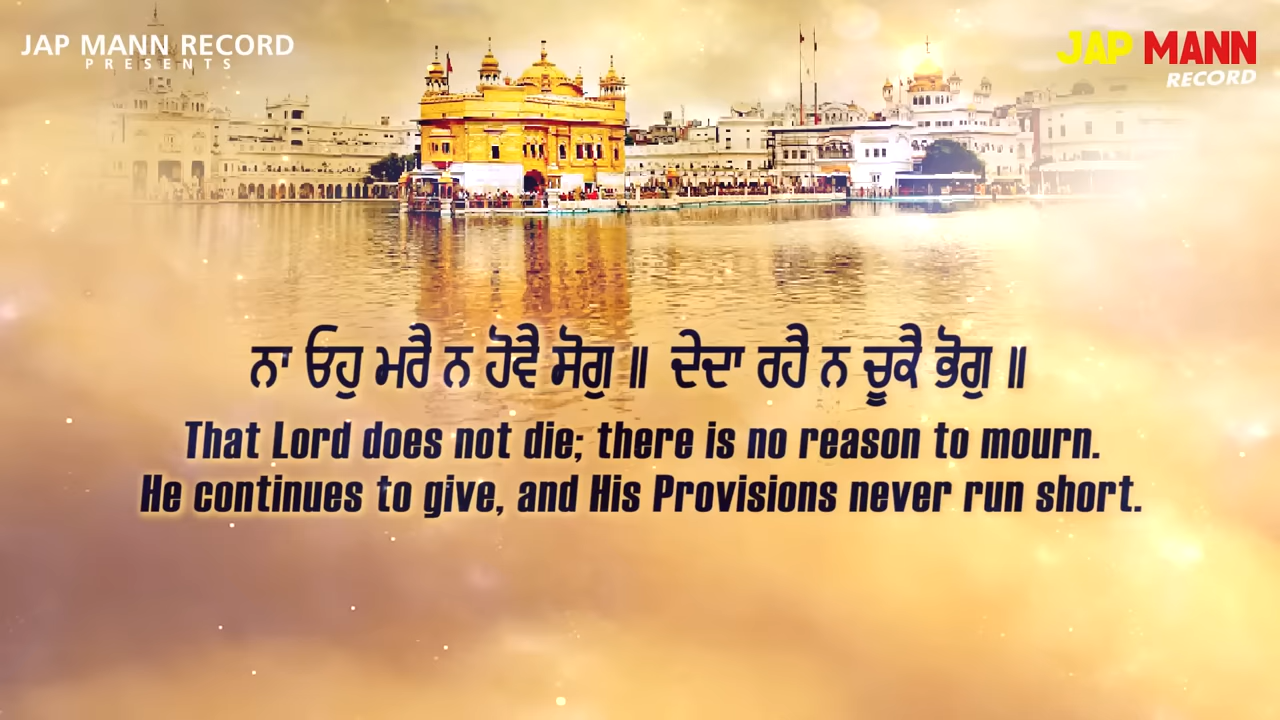 JAP MANN RECORD
PRESENTS
JAP MANN
RECORD
ਨਾ ਓਹੁ ਮਰੈ ਨ ਹੋਵੈ ਸੋਗੁ ॥ ਦੇਦਾ ਰਹੈ ਨ ਚੂਕੈ ਭੋਗੁ ॥
That Lord does not die; there is no reason to mourn.
He continues to give, and His Provisions never run short.